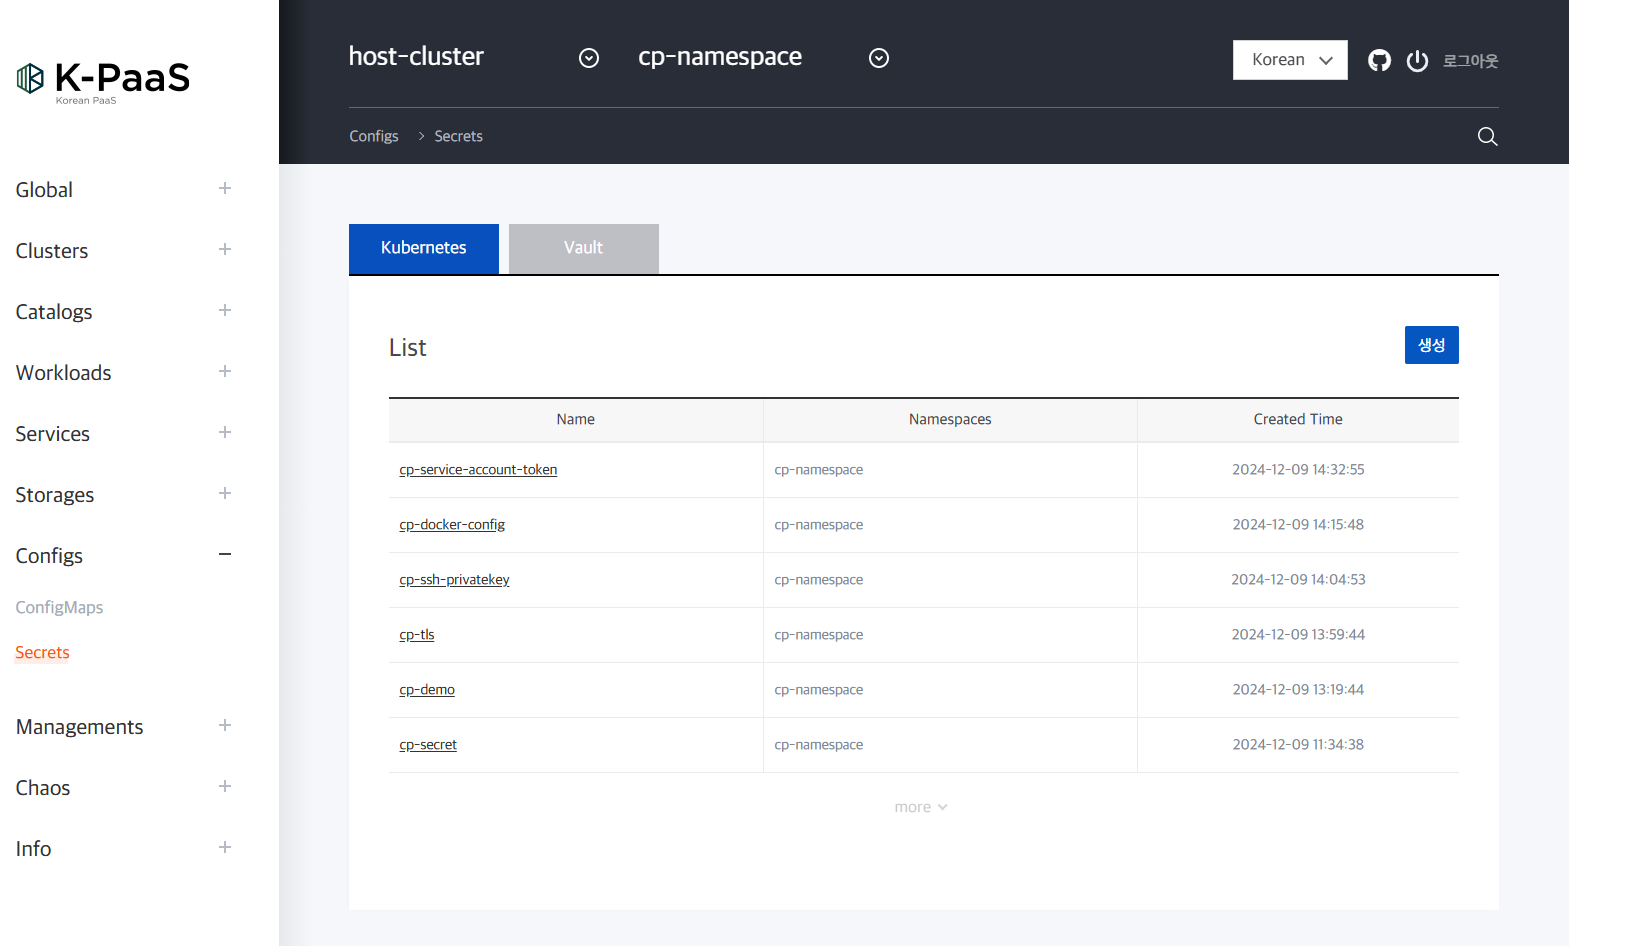 K-PaaS
Korean PaaS
host-cluster
cp-namespace
Korean
로그아웃
Configs > Secrets
Global
Clusters
Catalogs
Workloads
Services
Storages
Configs
ConfigMaps
Secrets
Managements
Chaos
Info
Kubernetes
Vault
List
생성
Name Namespaces Created Time
cp-service-account-token cp-namespace 2024-12-09 14:32:55
cp-docker-config cp-namespace 2024-12-09 14:15:48
cp-ssh-privatekey cp-namespace 2024-12-09 14:04:53
cp-tls cp-namespace 2024-12-09 13:59:44
cp-demo cp-namespace 2024-12-09 13:19:44
cp-secret cp-namespace 2024-12-09 11:34:38
more